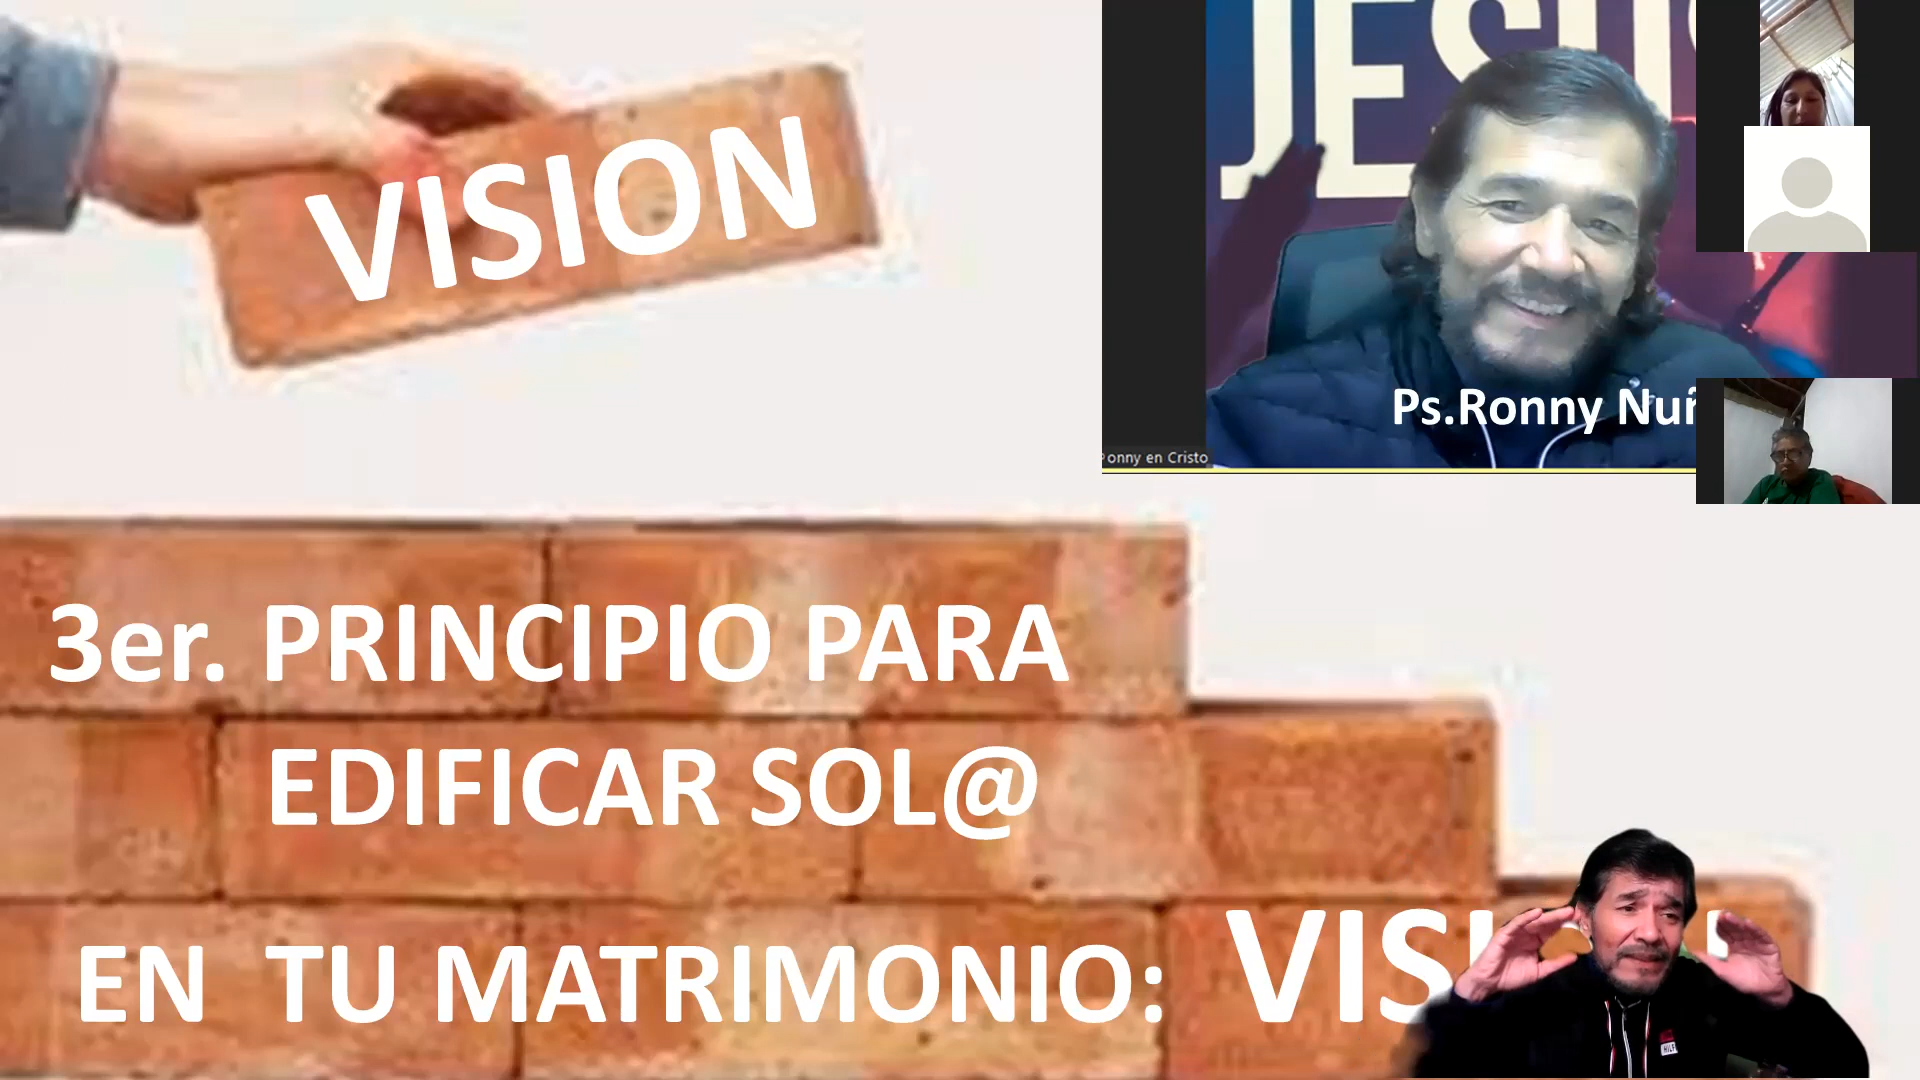 VISION
Ps.Ronny
onny en Cristo
3er. PRINCIPIO PARA
EDIFICAR SOL@
EN TU MATRIMONIO: